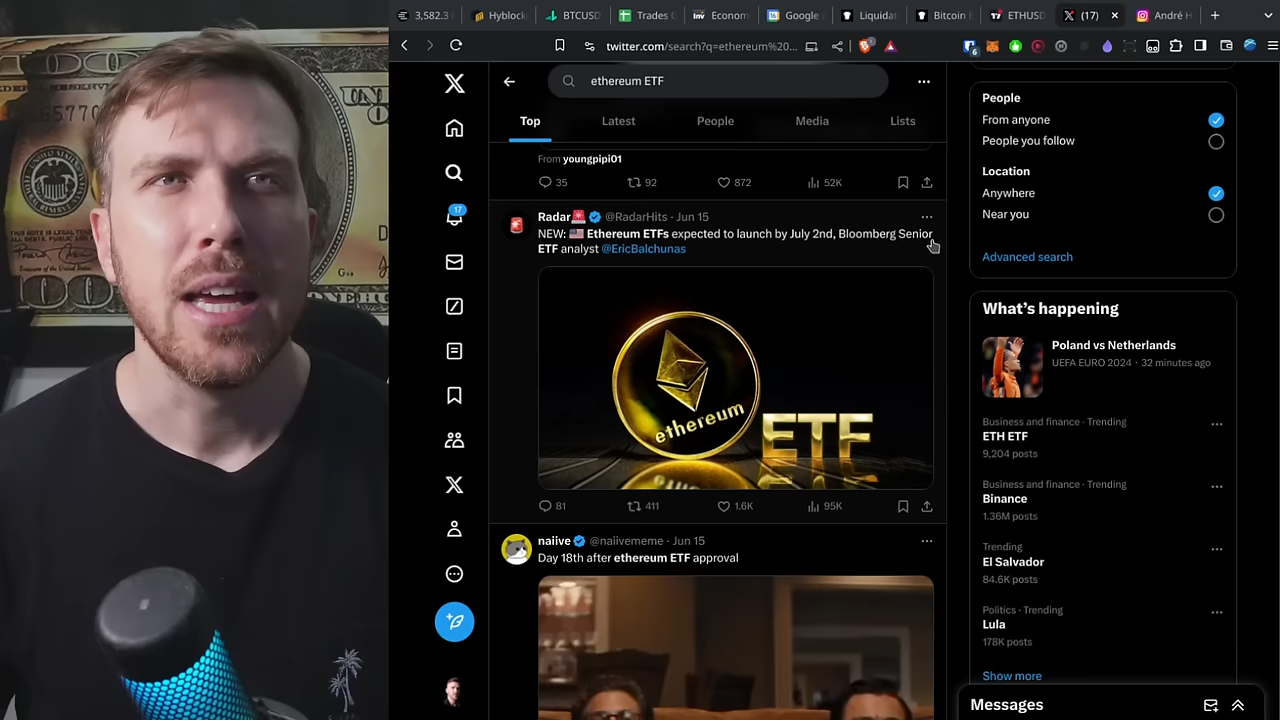 3,582.3
Hyblock
BTCUSD
Trades
Econom
Google
Liquidat
Bitcoin
ETHUSD
(17)
André H
twitter.com/search?q=ethereum%20...
6
65770
17
ethereum ETF
Top
Latest
People
Media
Lists
From youngpipi01
35
92
872
52K
Radar🚨 @RadarHits · Jun 15
NEW: 🇺🇸 Ethereum ETFs expected to launch by July 2nd, Bloomberg Senior
ETF analyst @EricBalchunas
ethereum
ETF
81
411
1.6K
95K
naiive @naiivememe · Jun 15
Day 18th after ethereum ETF approval
People
From anyone
People you follow
Location
Anywhere
Near you
Advanced search
What's happening
Poland vs Netherlands
UEFA EURO 2024 · 32 minutes ago
Business and finance · Trending
ETH ETF
9,204 posts
Business and finance · Trending
Binance
1.36M posts
Trending
El Salvador
84.6K posts
Politics · Trending
Lula
178K posts
Show more
Messages